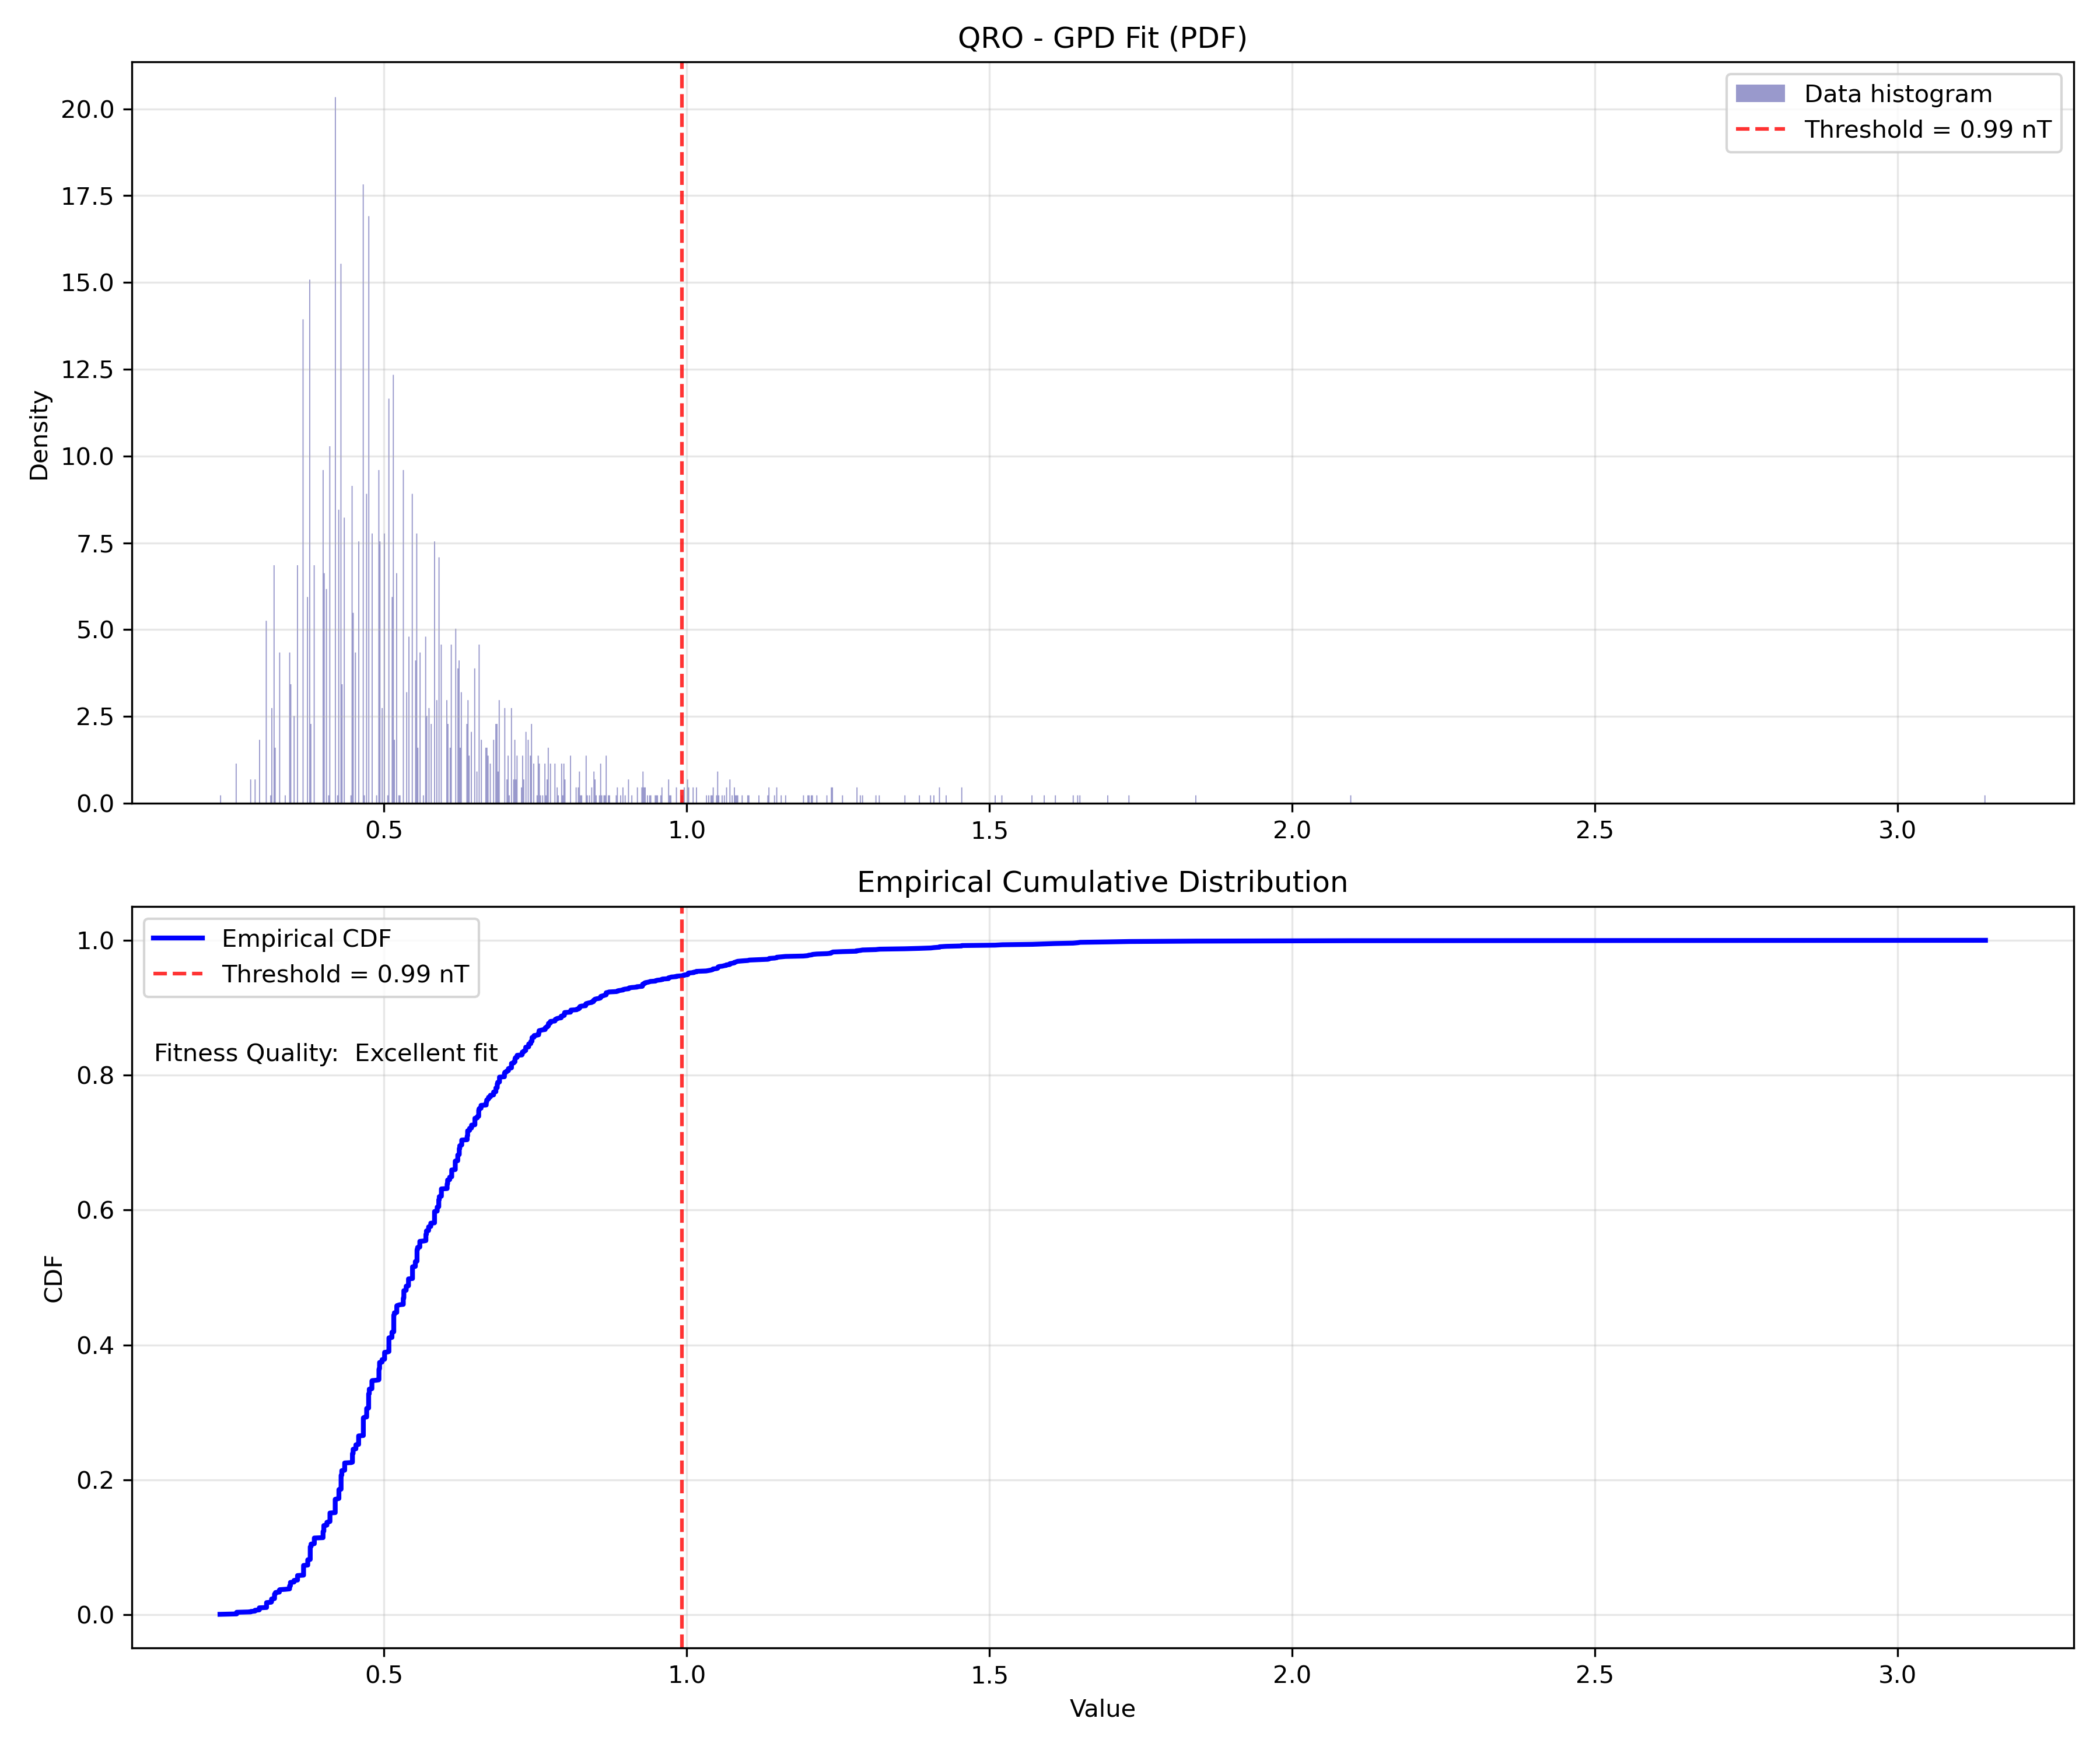 QRO - GPD Fit (PDF)
Data histogram
Threshold = 0.99 nT
Density
20.0
17.5
15.0
12.5
10.0
7.5
5.0
2.5
0.0
0.5 1.0 1.5 2.0 2.5 3.0
Empirical Cumulative Distribution
Empirical CDF
Threshold = 0.99 nT
Fitness Quality:  Excellent fit
CDF
1.0
0.8
0.6
0.4
0.2
0.0
0.5 1.0 1.5 2.0 2.5 3.0
Value